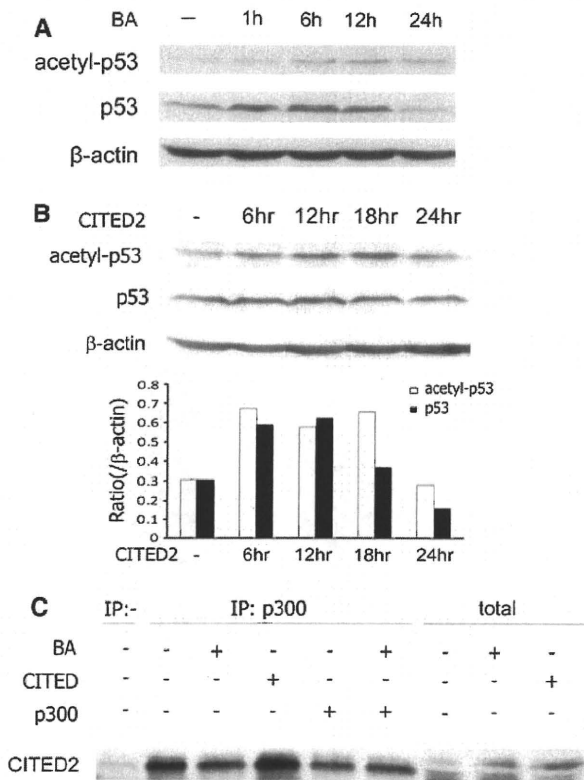 A BA – 1h 6h 12h 24h
acetyl-p53
p53
β-actin
B CITED2 - 6hr 12hr 18hr 24hr
acetyl-p53
p53
β-actin
Ratio(/β-actin)
0.8
0.7
0.6
0.5
0.4
0.3
0.2
0.1
0
acetyl-p53
p53
CITED2 - 6hr 12hr 18hr 24hr
C IP:- IP: p300 total
BA - - + - - + - + -
CITED - - - + - - - - +
p300 - - - - + + - - -
CITED2